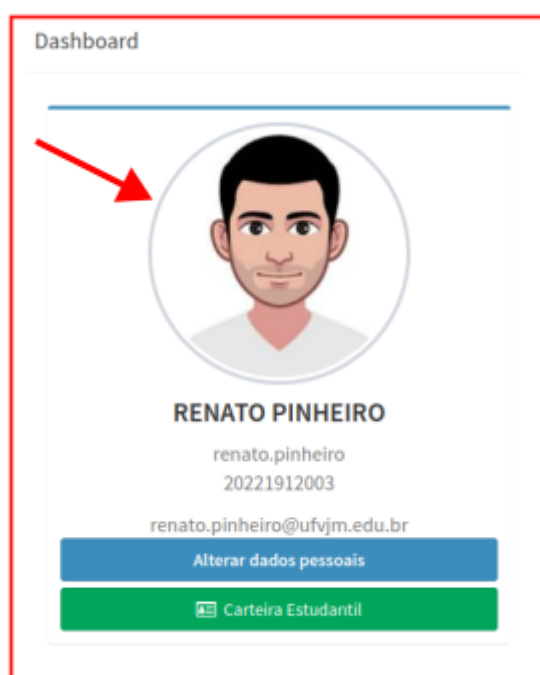 Dashboard
RENATO PINHEIRO
renato.pinheiro
20221912003
renato.pinheiro@ufvjm.edu.br
Alterar dados pessoais
Carteira Estudantil